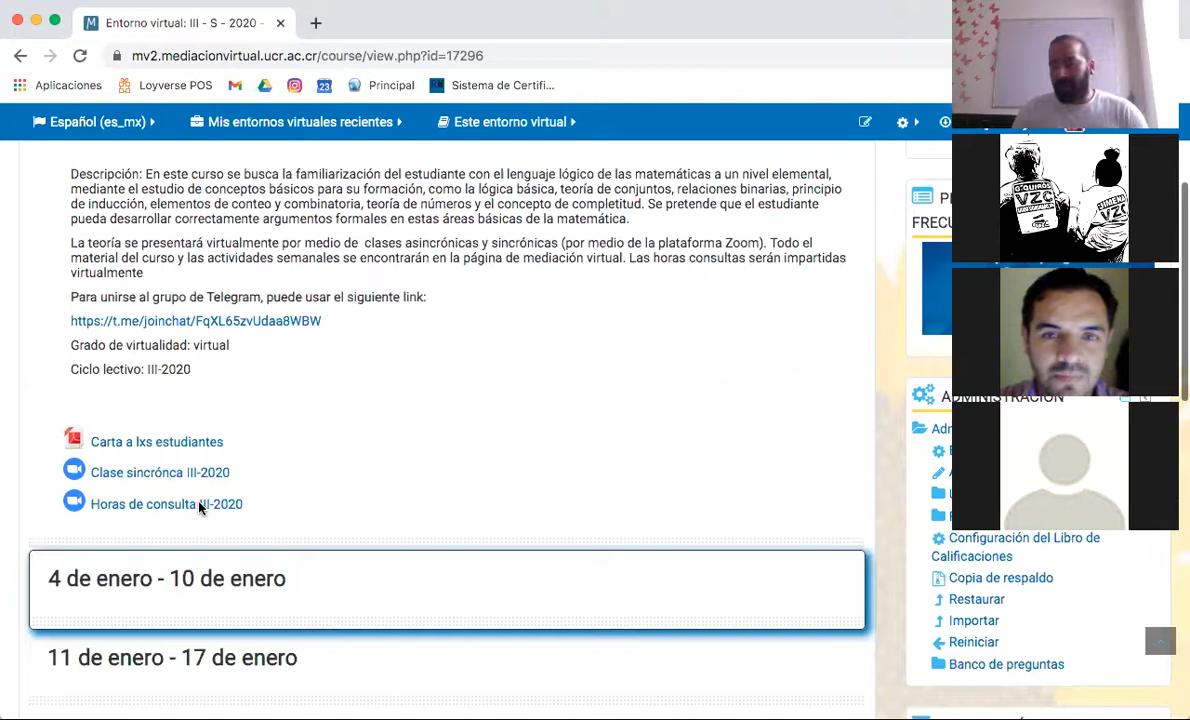 Entorno virtual: III - S - 2020 -
mv2.mediacionvirtual.ucr.ac.cr/course/view.php?id=17296
Aplicaciones
Loyverse POS
23
Principal
Sistema de Certifi...
Español (es_mx)
Mis entornos virtuales recientes
Este entorno virtual
Descripción: En este curso se busca la familiarización del estudiante con el lenguaje lógico de las matemáticas a un nivel elemental,
mediante el estudio de conceptos básicos para su formación, como la lógica básica, teoría de conjuntos, relaciones binarias, principio
de inducción, elementos de conteo y combinatoria, teoría de números y el concepto de completitud. Se pretende que el estudiante
pueda desarrollar correctamente argumentos formales en estas áreas básicas de la matemática.
La teoría se presentará virtualmente por medio de clases asincrónicas y sincrónicas (por medio de la plataforma Zoom). Todo el
material del curso y las actividades semanales se encontrarán en la página de mediación virtual. Las horas consultas serán impartidas
virtualmente
Para unirse al grupo de Telegram, puede usar el siguiente link:
https://t.me/joinchat/FqXL65zvUdaa8WBW
Grado de virtualidad: virtual
Ciclo lectivo: III-2020
Carta a lxs estudiantes
Clase sincrónca III-2020
Horas de consulta III-2020
4 de enero - 10 de enero
11 de enero - 17 de enero
FRECU
G.QUIROS
VZC
JIMENA
VZC
ADMINISTRACIÓN
Adm
Configuración del Libro de
Calificaciones
Copia de respaldo
Restaurar
Importar
Reiniciar
Banco de preguntas